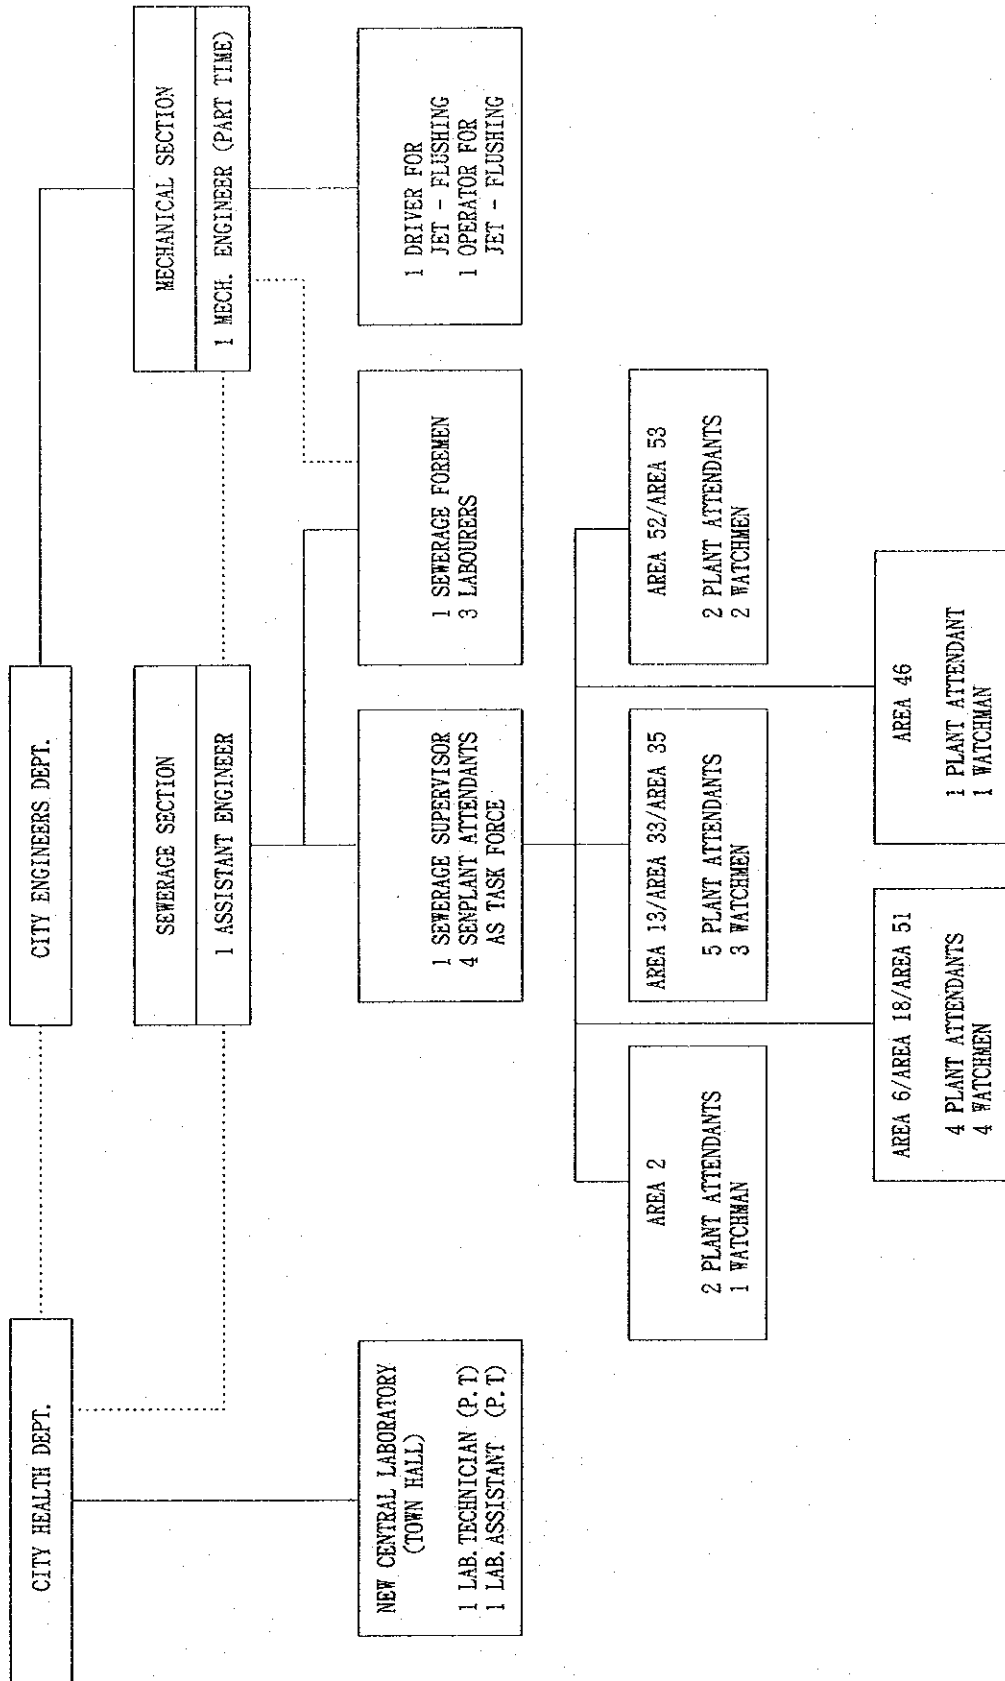 CITY HEALTH DEPT.
CITY ENGINEERS DEPT.
SEWERAGE SECTION
1 ASSISTANT ENGINEER
MECHANICAL SECTION
1 MECH. ENGINEER (PART TIME)
NEW CENTRAL LABORATORY
(TOWN HALL)
1 LAB. TECHNICIAN (P.T)
1 LAB. ASSISTANT (P.T)
1 SEWERAGE SUPERVISOR
4 SENPLANT ATTENDANTS
AS TASK FORCE
1 SEWERAGE FOREMEN
3 LABOURERS
1 DRIVER FOR
JET - FLUSHING
1 OPERATOR FOR
JET - FLUSHING
AREA 2
2 PLANT ATTENDANTS
1 WATCHMAN
AREA 13/AREA 33/AREA 35
5 PLANT ATTENDANTS
3 WATCHMEN
AREA 52/AREA 53
2 PLANT ATTENDANTS
2 WATCHMEN
AREA 6/AREA 18/AREA 51
4 PLANT ATTENDANTS
4 WATCHMEN
AREA 46
1 PLANT ATTENDANT
1 WATCHMAN